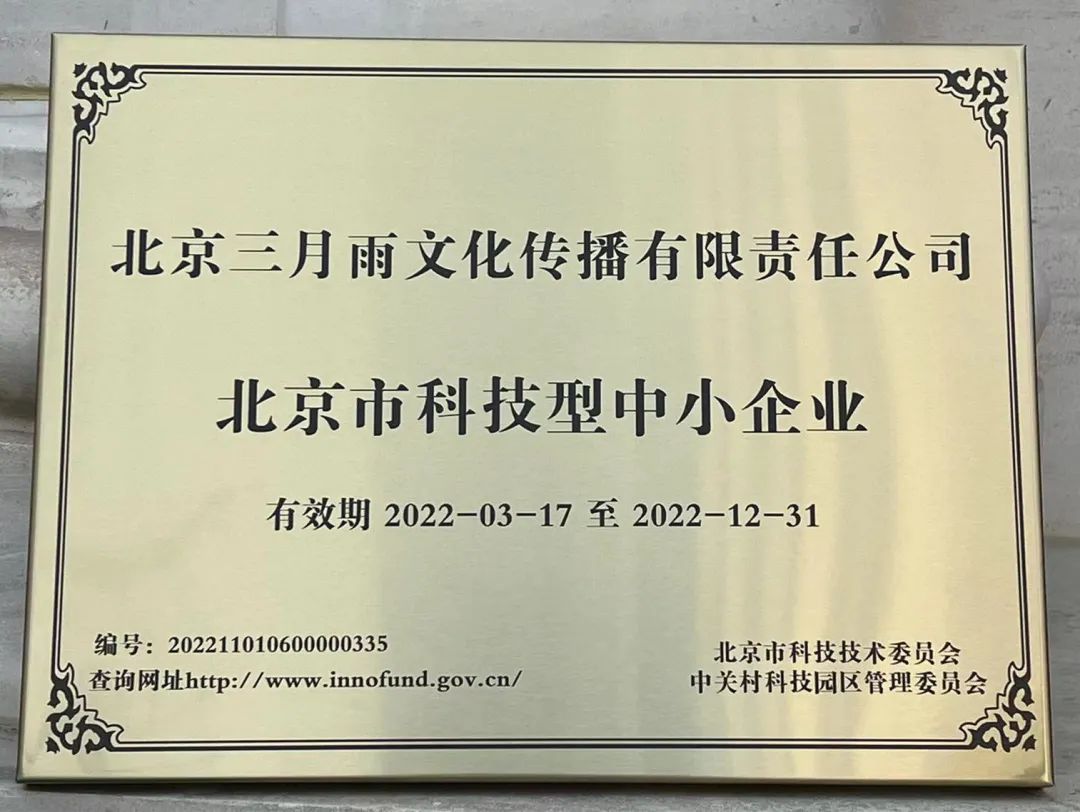 北京三月雨文化传播有限责任公司
北京市科技型中小企业
有效期 2022-03-17 至 2022-12-31
编号：202211010600000335
查询网址http://www.innofund.gov.cn/
北京市科技技术委员会
中关村科技园区管理委员会